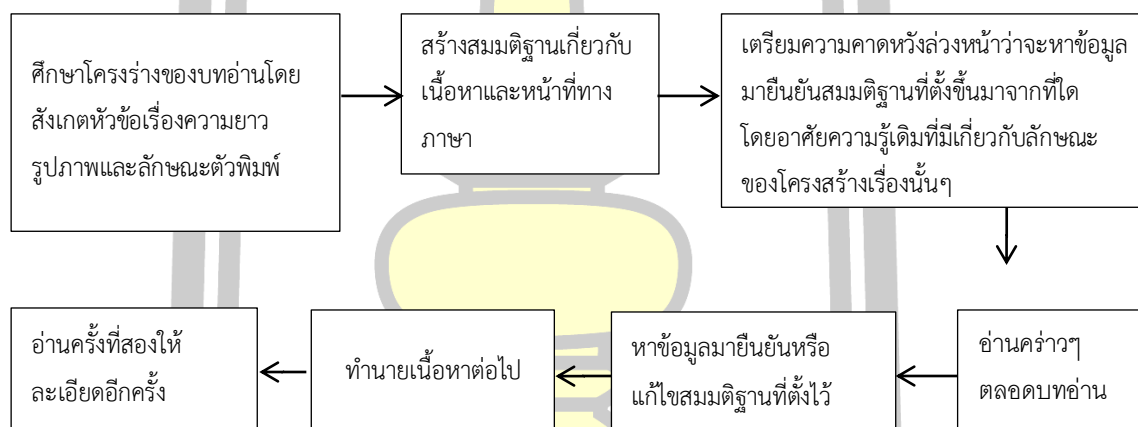 ศึกษาโครงร่างของบทอ่านโดย
สังเกตหัวข้อเรื่องความยาว
รูปภาพและลักษณะตัวพิมพ์
สร้างสมมติฐานเกี่ยวกับ
เนื้อหาและหน้าที่ทาง
ภาษา
เตรียมความคาดหวังล่วงหน้าว่าจะหาข้อมูล
มายืนยันสมมติฐานที่ตั้งขึ้นมาจากที่ใด
โดยอาศัยความรู้เดิมที่มีเกี่ยวกับลักษณะ
ของโครงสร้างเรื่องนั้นๆ
อ่านคร่าวๆ
ตลอดบทอ่าน
หาข้อมูลมายืนยันหรือ
แก้ไขสมมติฐานที่ตั้งไว้
ทำนายเนื้อหาต่อไป
อ่านครั้งที่สองให้
ละเอียดอีกครั้ง